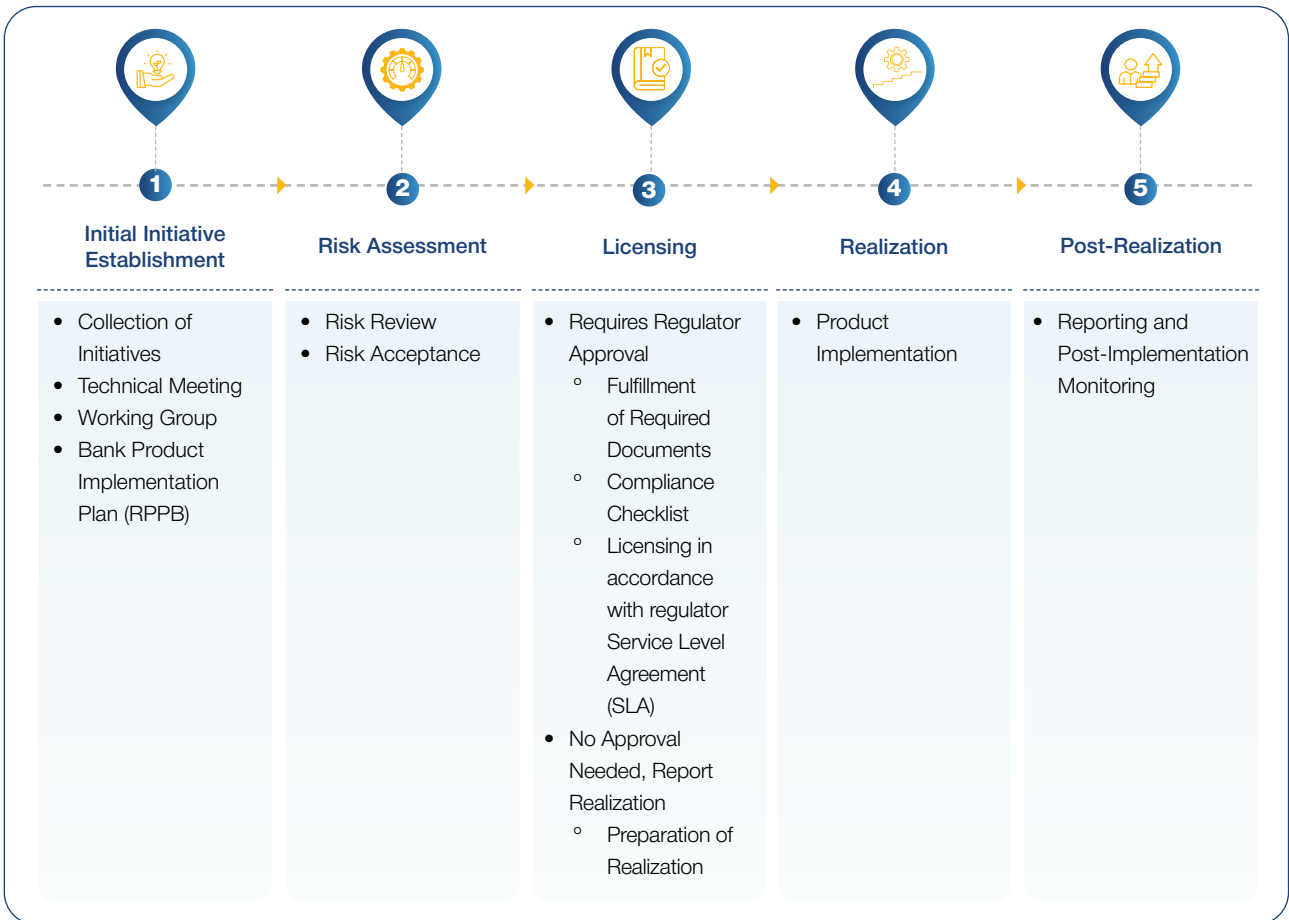 1
2
3
4
5
Initial Initiative
Establishment
Risk Assessment
Licensing
Realization
Post-Realization
• Collection of
Initiatives
• Technical Meeting
• Working Group
• Bank Product
Implementation
Plan (RPPB)
• Risk Review
• Risk Acceptance
• Requires Regulator
Approval
º Fulfillment
of Required
Documents
º Compliance
Checklist
º Licensing in
accordance
with regulator
Service Level
Agreement
(SLA)
• No Approval
Needed, Report
Realization
º Preparation of
Realization
• Product
Implementation
• Reporting and
Post-Implementation
Monitoring